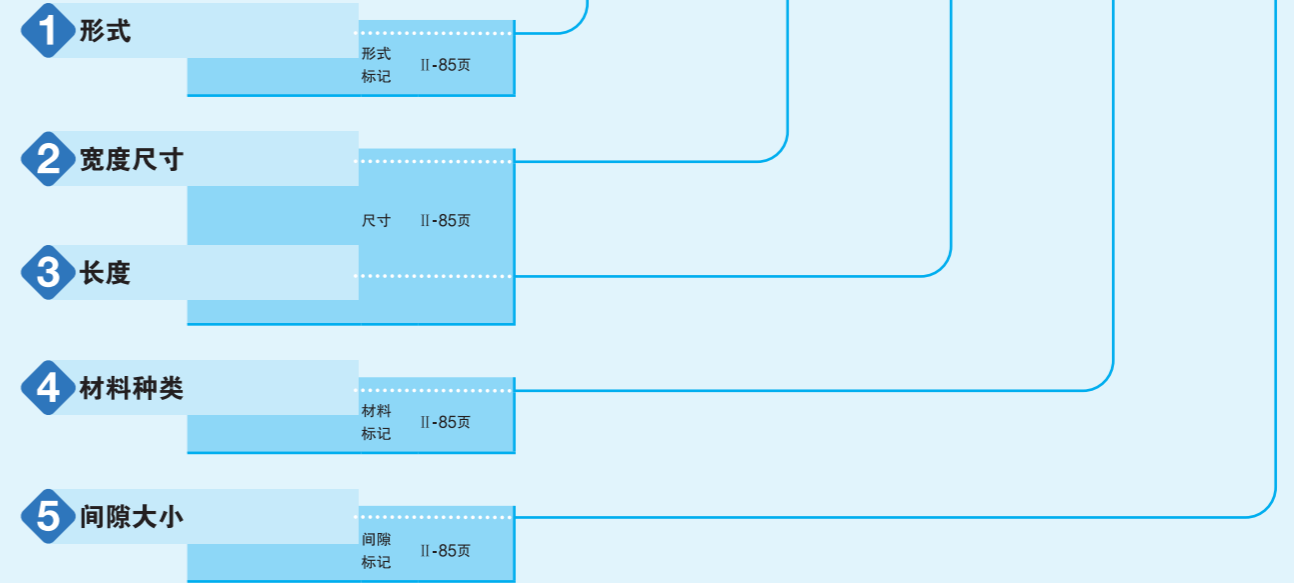 1 形式
形式
标记 II-85页
2 宽度尺寸
尺寸 II-85页
3 长度
4 材料种类
材料
标记 II-85页
5 间隙大小
间隙
标记 II-85页